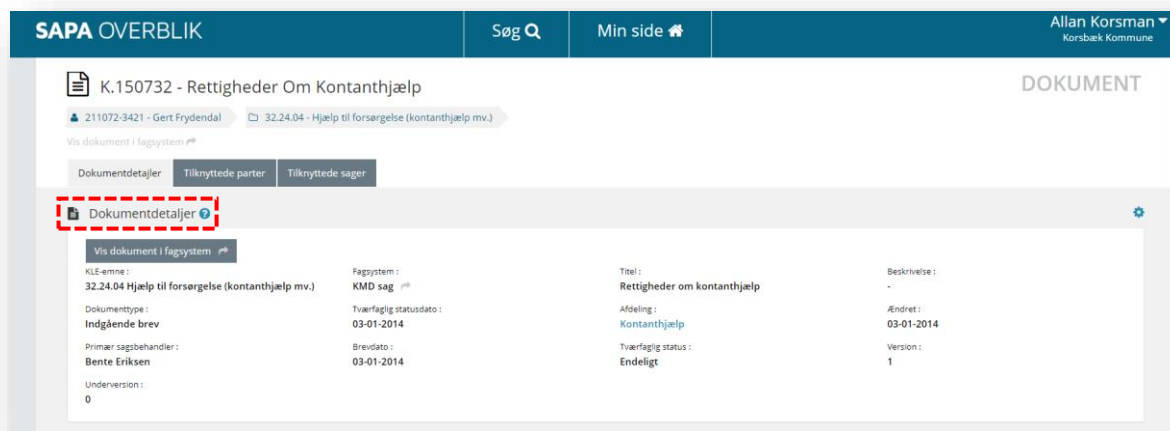 SAPA OVERBLIK
Søg
Min side
Allan Korsman
Korsbæk Kommune
K.150732 - Rettigheder Om Kontanthjælp
DOKUMENT
211072-3421 - Gert Frydendal
32.24.04 - Hjælp til forsørgelse (kontanthjælp mv.)
Vis dokument i fagsystem
Dokumentdetajler
Tilknyttede parter
Tilknyttede sager
Dokumentdetaljer ?
Vis dokument i fagsystem
KLE-emne :
32.24.04 Hjælp til forsørgelse (kontanthjælp mv.)
Fagsystem :
KMD sag
Titel :
Rettigheder om kontanthjælp
Beskrivelse :
-
Dokumenttype :
Indgående brev
Tværfaglig statusdato :
03-01-2014
Afdeling :
Kontanthjælp
Ændret :
03-01-2014
Primær sagsbehandler :
Bente Eriksen
Brevdato :
03-01-2014
Tværfaglig status :
Endeligt
Version :
1
Underversion :
0